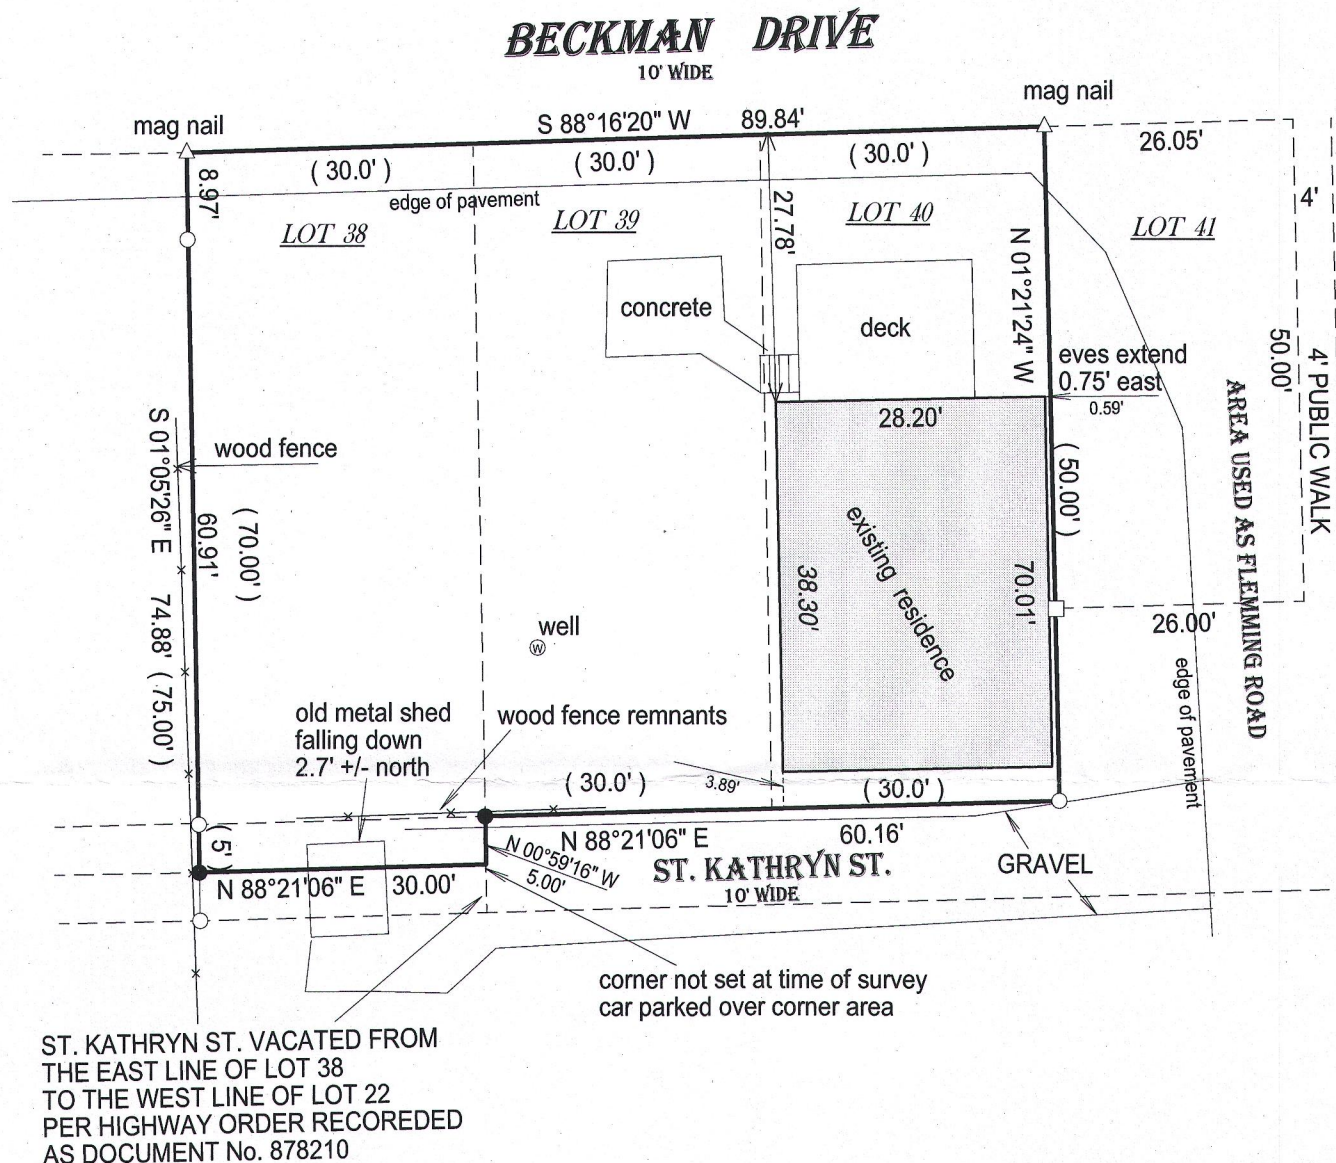 BECKMAN DRIVE
10' WIDE
mag nail
S 88°16'20" W 89.84'
mag nail
26.05'
( 30.0' )
( 30.0' )
( 30.0' )
8.97'
edge of pavement
LOT 38
LOT 39
LOT 40
LOT 41
4'
27.78'
N 01°21'24" W
concrete
deck
eves extend
0.75' east
0.59'
50.00'
4' PUBLIC WALK
AREA USED AS FLEMMING ROAD
28.20'
( 50.00' )
wood fence
S 01°05'26" E 74.88' ( 75.00' )
60.91'
( 70.00' )
existing residence
38.30'
70.01'
26.00'
well
W
edge of pavement
old metal shed
falling down
2.7' +/- north
wood fence remnants
( 30.0' )
3.89'
( 30.0' )
( 5' )
N 88°21'06" E 60.16'
N 00°59'16" W
5.00'
ST. KATHRYN ST.
10' WIDE
GRAVEL
N 88°21'06" E 30.00'
corner not set at time of survey
car parked over corner area
ST. KATHRYN ST. VACATED FROM
THE EAST LINE OF LOT 38
TO THE WEST LINE OF LOT 22
PER HIGHWAY ORDER RECOREDED
AS DOCUMENT No. 878210